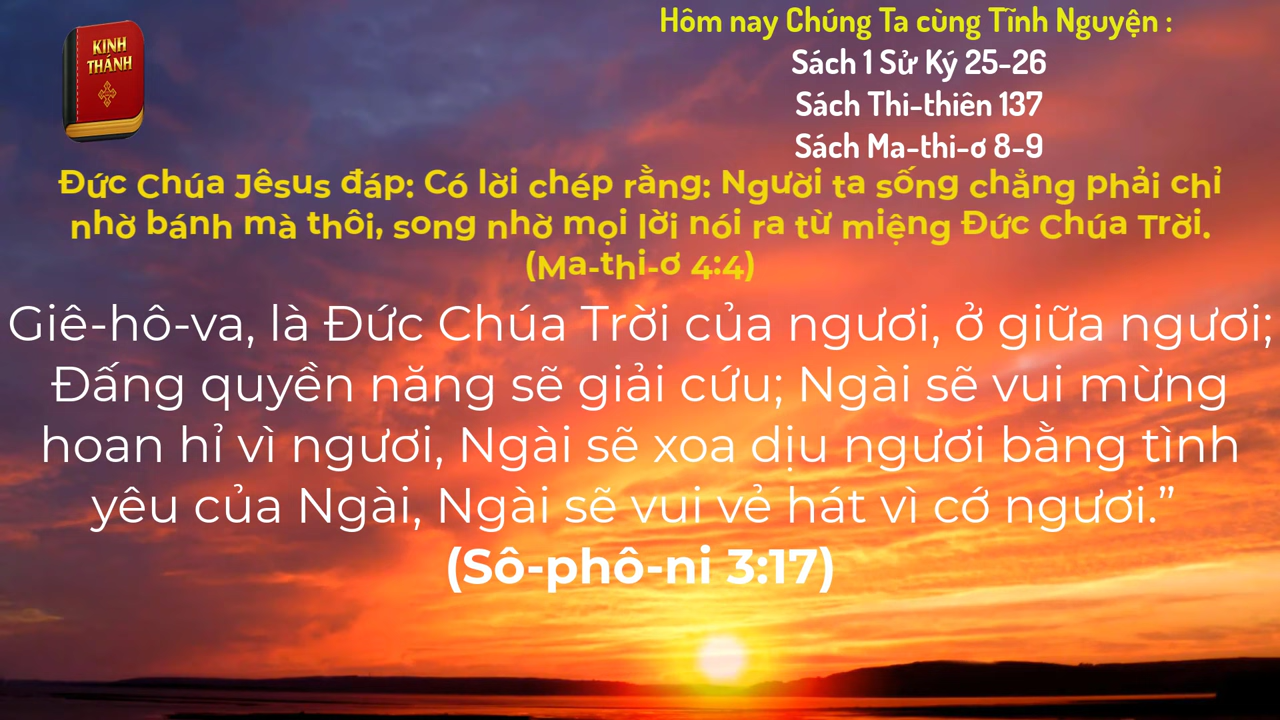 KINH
THÁNH
Hôm nay Chúng Ta cùng Tĩnh Nguyện :
Sách 1 Sử Ký 25-26
Sách Thi-thiên 137
Sách Ma-thi-ơ 8-9
Đức Chúa Jêsus đáp: Có lời chép rằng: Người ta sống chẳng phải chỉ
nhờ bánh mà thôi, song nhờ mọi lời nói ra từ miệng Đức Chúa Trời.
(Ma-thi-ơ 4:4)
Giê-hô-va, là Đức Chúa Trời của ngươi, ở giữa ngươi;
Đấng quyền năng sẽ giải cứu; Ngài sẽ vui mừng
hoan hỉ vì ngươi, Ngài sẽ xoa dịu ngươi bằng tình
yêu của Ngài, Ngài sẽ vui vẻ hát vì cớ ngươi.”
(Sô-phô-ni 3:17)